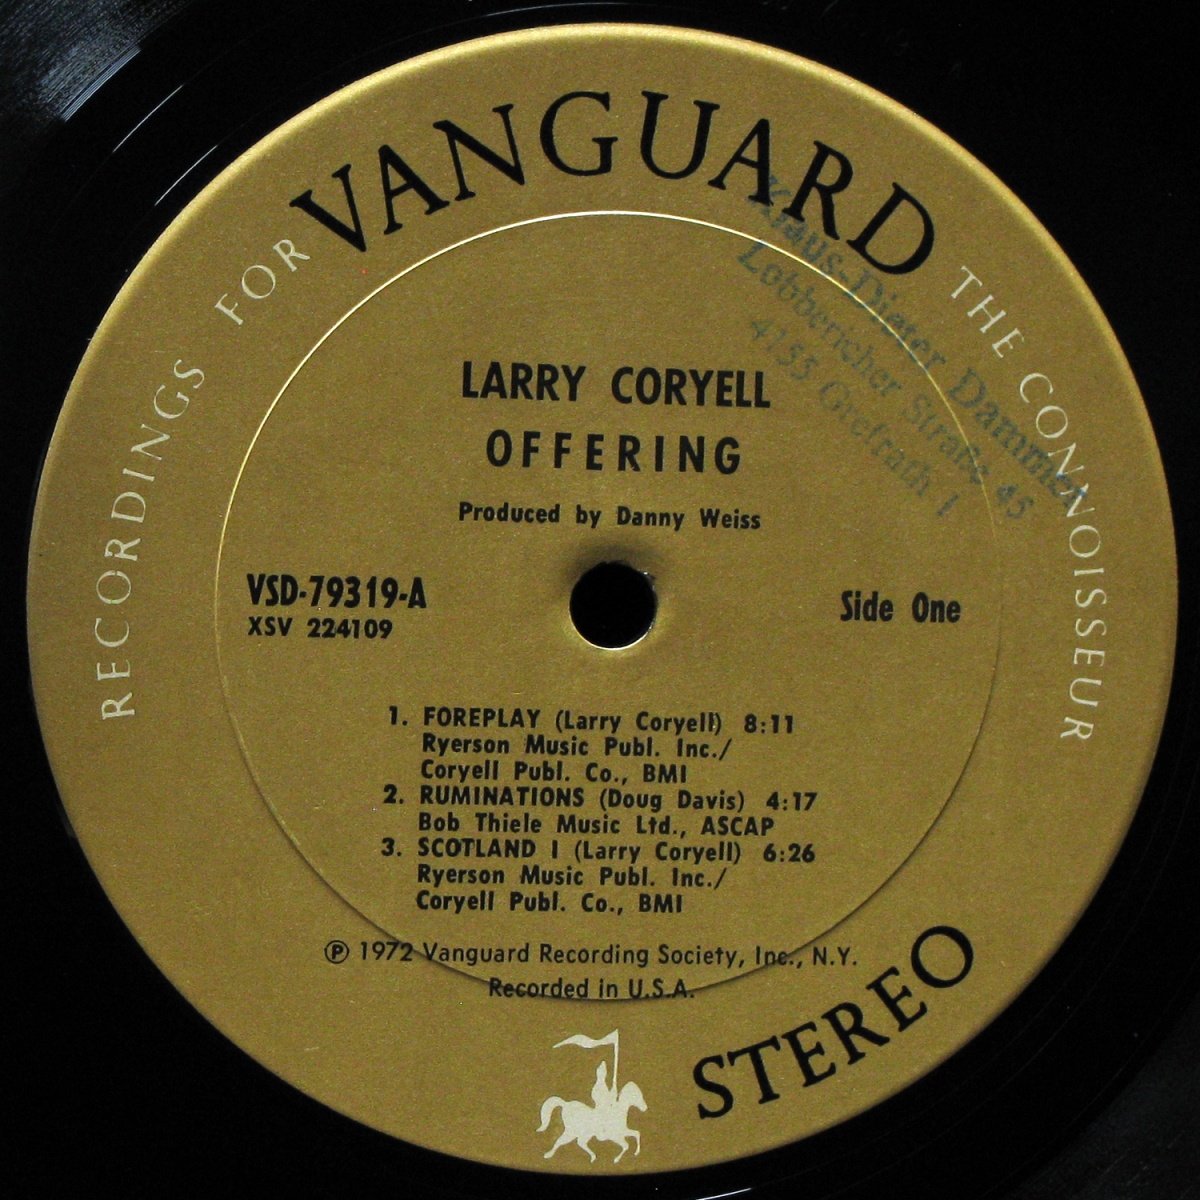 VANGUARD
RECORDINGS FOR THE CONNOISSEUR
Klaus-Dieter Dammer
Lobbericher Straße 45
4155 Grefrath 1
LARRY CORYELL
OFFERING
Produced by Danny Weiss
VSD-79319-A
XSV 224109
Side One
1. FOREPLAY (Larry Coryell) 8:11
Ryerson Music Publ. Inc./
Coryell Publ. Co., BMI
2. RUMINATIONS (Doug Davis) 4:17
Bob Thiele Music Ltd., ASCAP
3. SCOTLAND I (Larry Coryell) 6:26
Ryerson Music Publ. Inc./
Coryell Publ. Co., BMI
℗ 1972 Vanguard Recording Society, Inc., N.Y.
Recorded in U.S.A.
STEREO